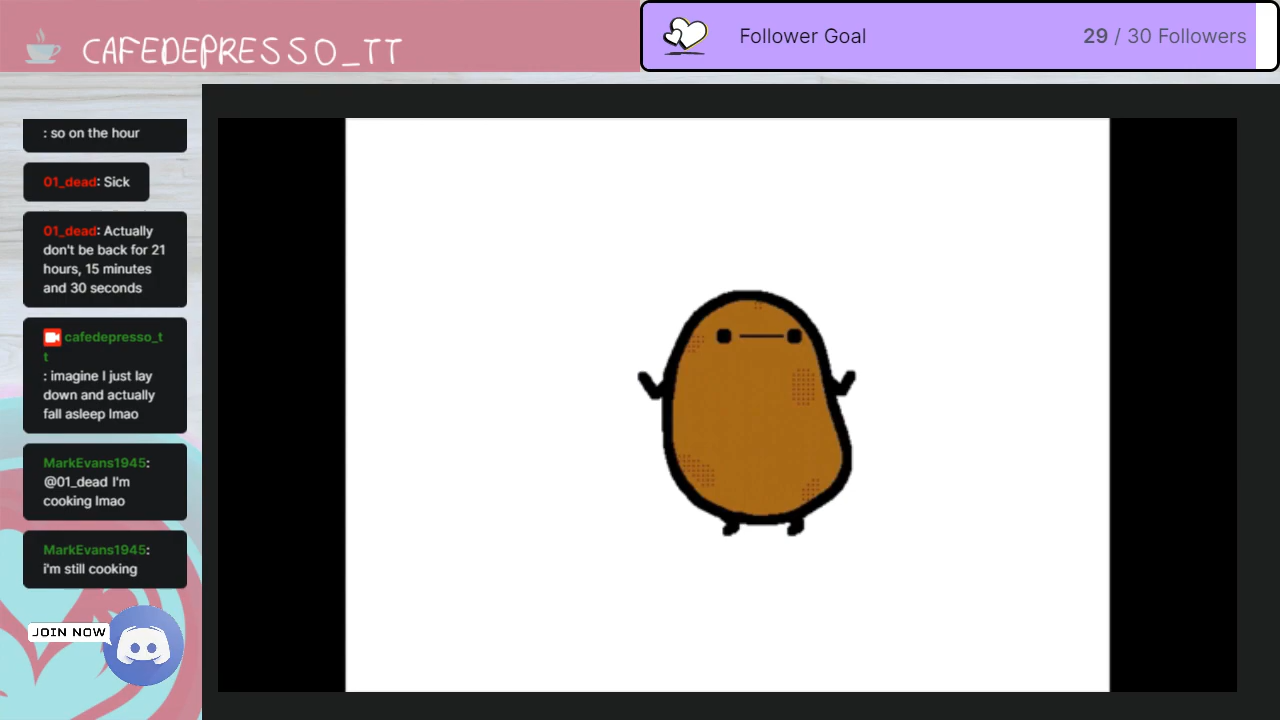 CAFEDEPRESSO_TT
Follower Goal
29 / 30 Followers
: so on the hour
01_dead: Sick
01_dead: Actually
don't be back for 21
hours, 15 minutes
and 30 seconds
cafedepresso_t
t
: imagine I just lay
down and actually
fall asleep lmao
MarkEvans1945:
@01_dead I'm
cooking lmao
MarkEvans1945:
i'm still cooking
JOIN NOW